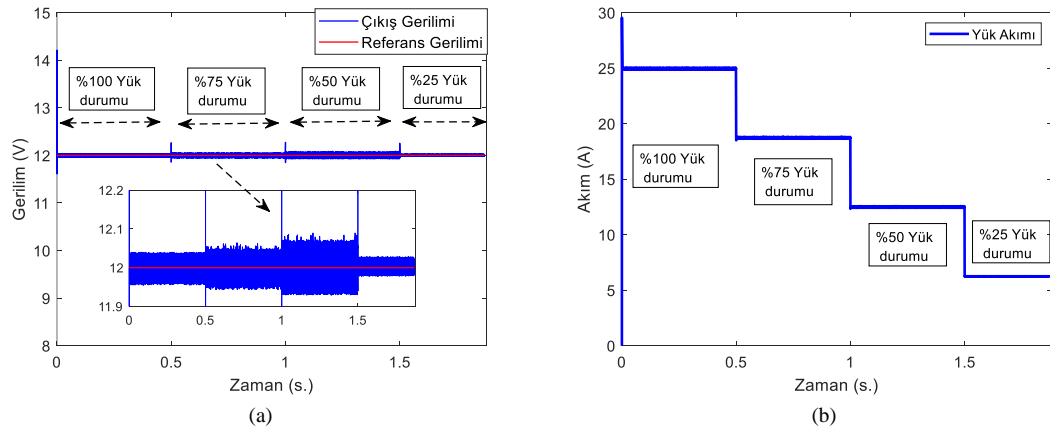 Çıkış Gerilimi
Referans Gerilimi
%100 Yük
durumu
%75 Yük
durumu
%50 Yük
durumu
%25 Yük
durumu
15
14
13
12
11
10
9
8
Gerilim (V)
12.2
12.1
12
11.9
0
0.5
1
1.5
0
0.5
1
1.5
Zaman (s.)
(a)
Yük Akımı
30
25
20
15
10
5
0
Akım (A)
%100 Yük
durumu
%75 Yük
durumu
%50 Yük
durumu
%25 Yük
durumu
0
0.5
1
1.5
Zaman (s.)
(b)